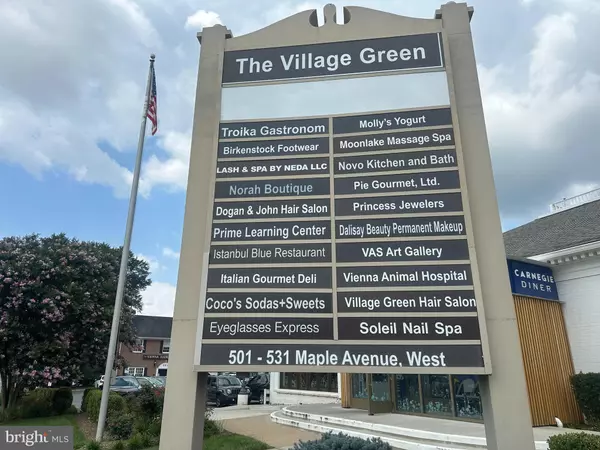 The Village Green
Troika Gastronom
Birkenstock Footwear
LASH & SPA BY NEDA LLC
Norah Boutique
Dogan & John Hair Salon
Prime Learning Center
Istanbul Blue Restaurant
Italian Gourmet Deli
Coco's Sodas+Sweets
Eyeglasses Express
Molly's Yogurt
Moonlake Massage Spa
Novo Kitchen and Bath
Pie Gourmet, Ltd.
Princess Jewelers
Dalisay Beauty Permanent Makeup
VAS Art Gallery
Vienna Animal Hospital
Village Green Hair Salon
Soleil Nail Spa
501 - 531 Maple Avenue, West
CARNEGIE
DINER
bright MLS